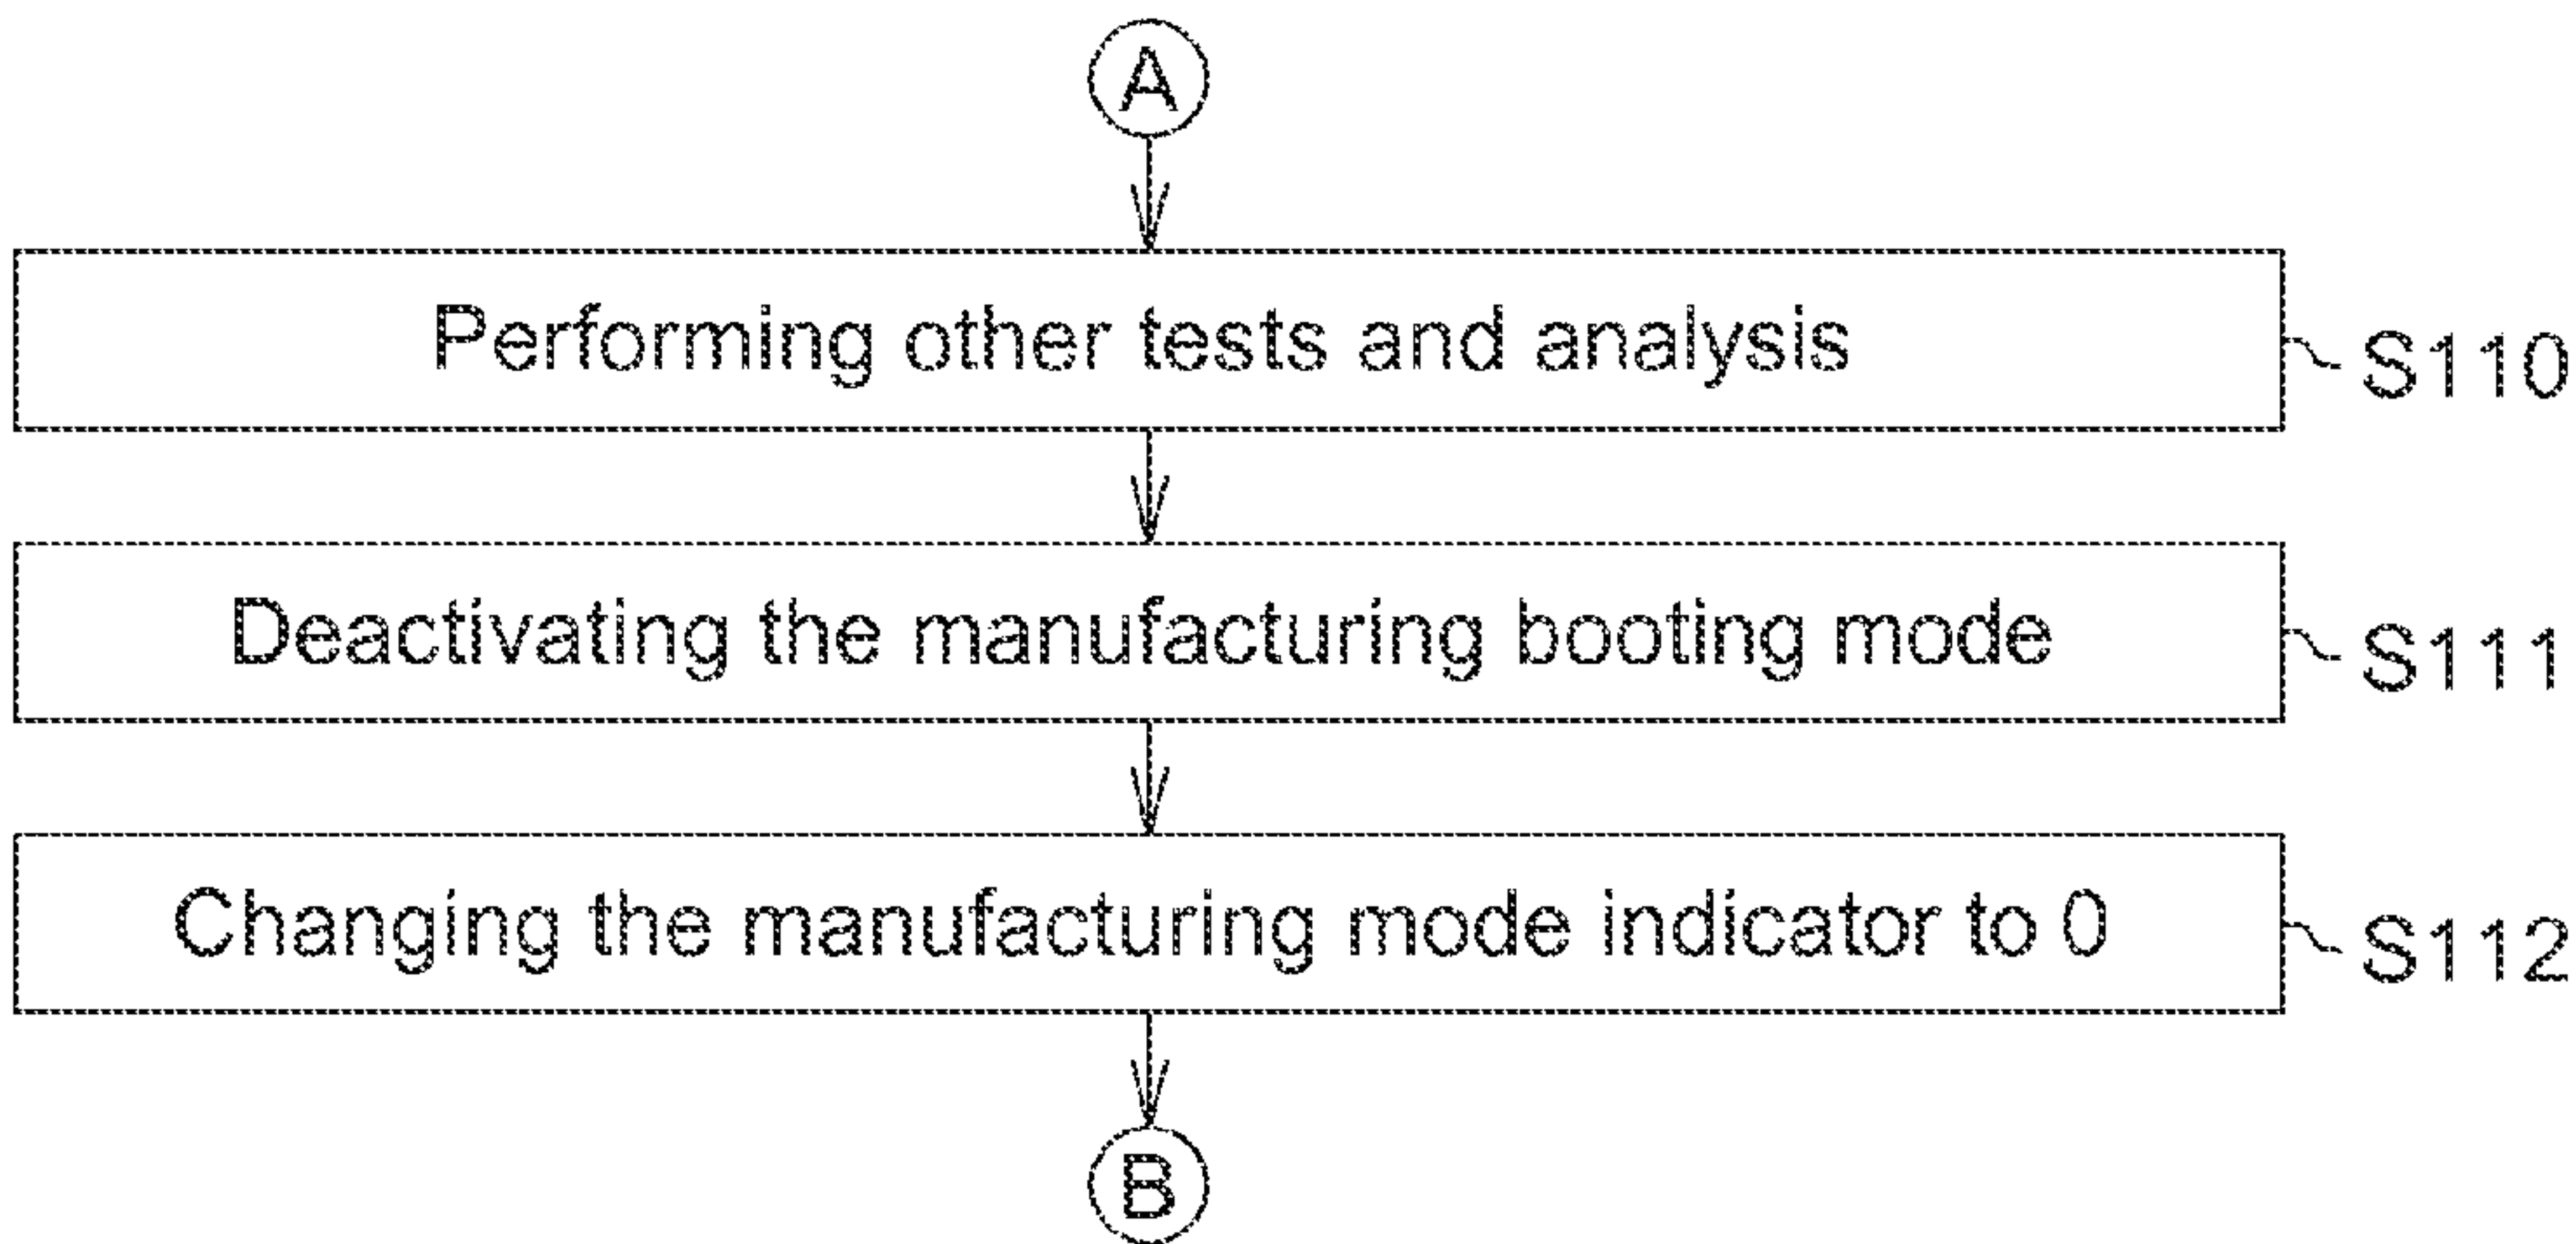 A
Performing other tests and analysis
S110
Deactivating the manufacturing booting mode
S111
Changing the manufacturing mode indicator to 0
S112
B